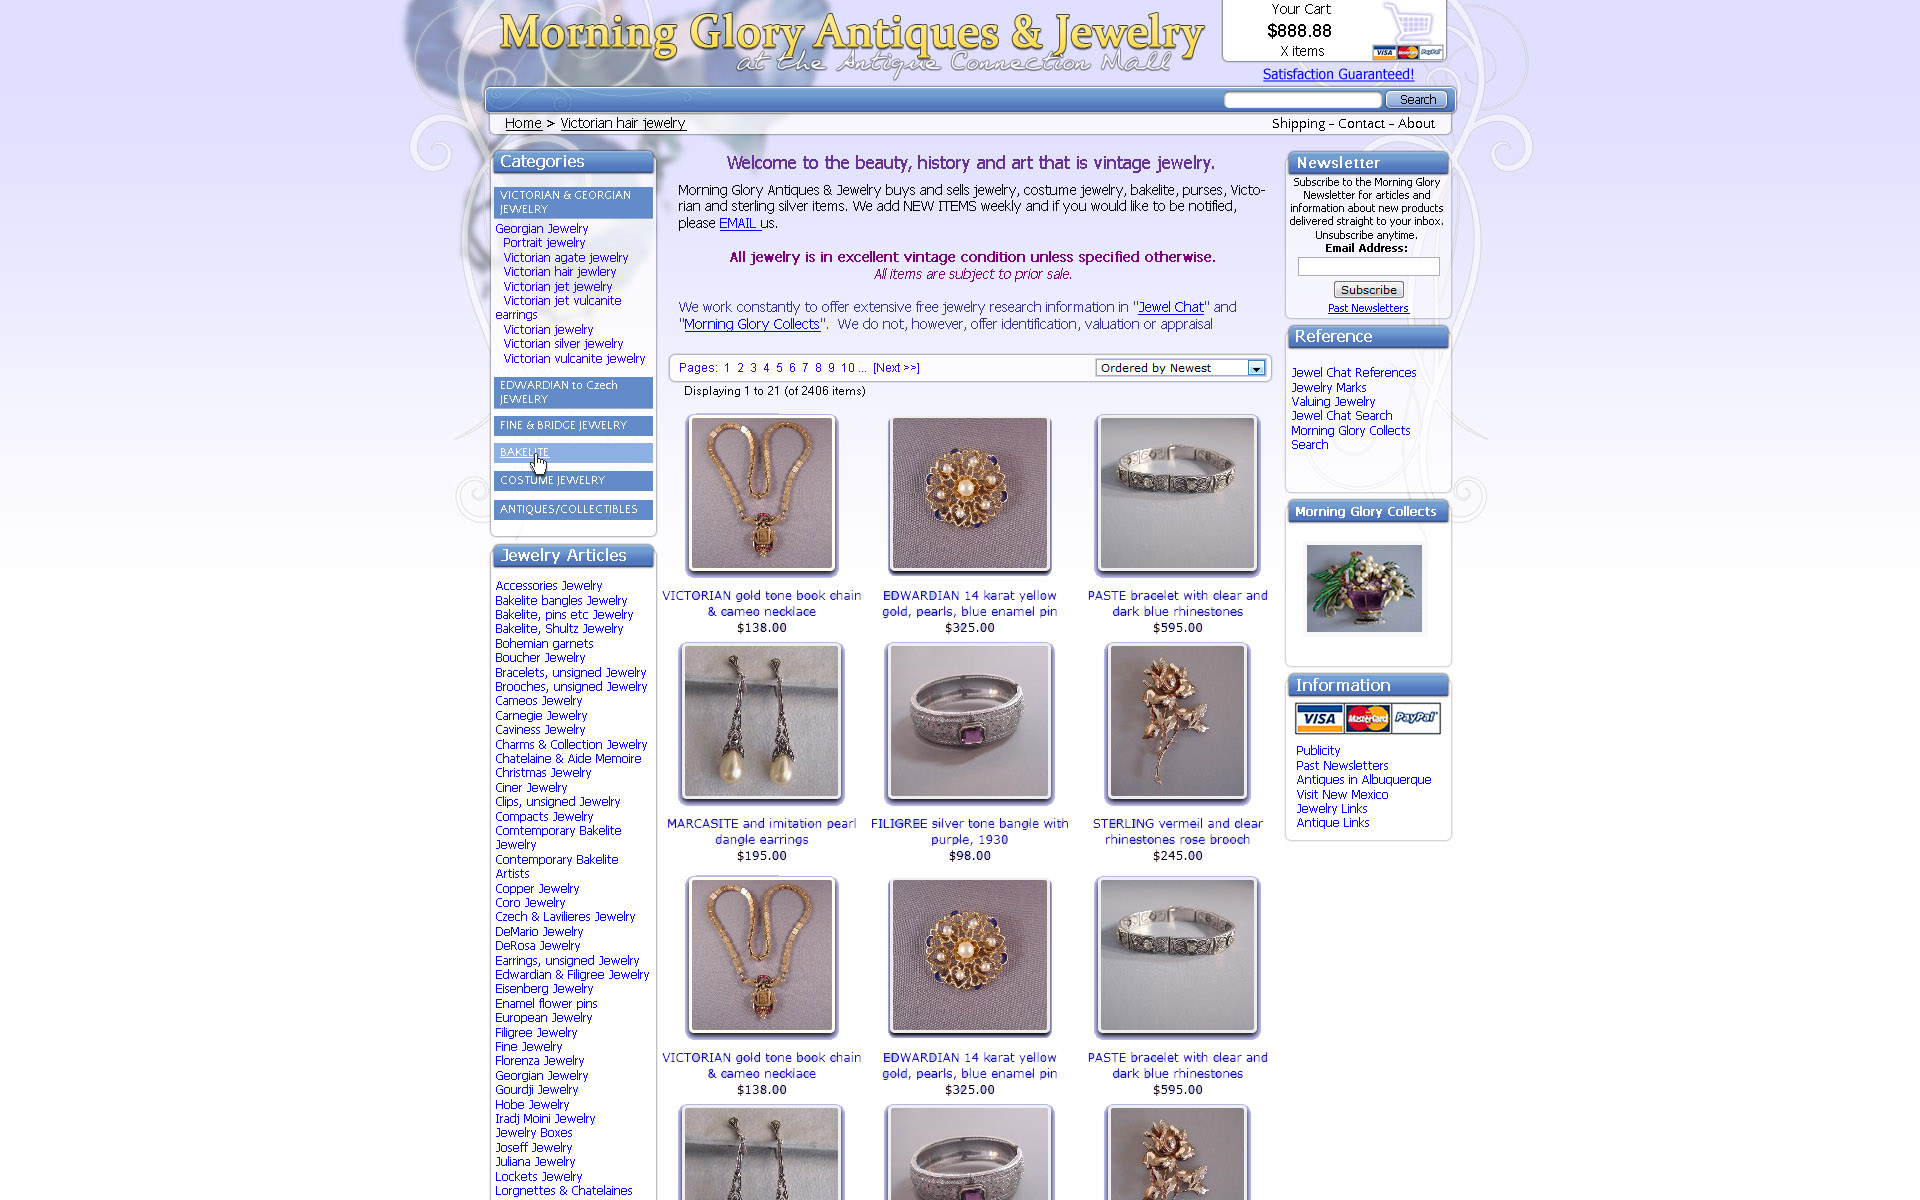 Morning Glory Antiques & Jewelry
at the Antique Connection Mall
Your Cart
$888.88
X items
VISA MasterCard PayPal
Satisfaction Guaranteed!
Search
Home > Victorian hair jewelry
Shipping - Contact - About
Categories
VICTORIAN & GEORGIAN
JEWELRY
Georgian Jewelry
Portrait jewelry
Victorian agate jewelry
Victorian hair jewlery
Victorian jet jewelry
Victorian jet vulcanite
earrings
Victorian jewelry
Victorian silver jewelry
Victorian vulcanite jewelry
EDWARDIAN to Czech
JEWELRY
FINE & BRIDGE JEWELRY
BAKELITE
COSTUME JEWELRY
ANTIQUES/COLLECTIBLES
Jewelry Articles
Accessories Jewelry
Bakelite bangles Jewelry
Bakelite, pins etc Jewelry
Bakelite, Shultz Jewelry
Bohemian garnets
Boucher Jewelry
Bracelets, unsigned Jewelry
Brooches, unsigned Jewelry
Cameos Jewelry
Carnegie Jewelry
Caviness Jewelry
Charms & Collection Jewelry
Chatelaine & Aide Memoire
Christmas Jewelry
Ciner Jewelry
Clips, unsigned Jewelry
Compacts Jewelry
Comtemporary Bakelite
Jewelry
Contemporary Bakelite
Artists
Copper Jewelry
Coro Jewelry
Czech & Lavilieres Jewelry
DeMario Jewelry
DeRosa Jewelry
Earrings, unsigned Jewelry
Edwardian & Filigree Jewelry
Eisenberg Jewelry
Enamel flower pins
European Jewelry
Filigree Jewelry
Fine Jewelry
Florenza Jewelry
Georgian Jewelry
Gourdji Jewelry
Hobe Jewelry
Iradj Moini Jewelry
Jewelry Boxes
Joseff Jewelry
Juliana Jewelry
Lockets Jewelry
Lorgnettes & Chatelaines
Welcome to the beauty, history and art that is vintage jewelry.
Morning Glory Antiques & Jewelry buys and sells jewelry, costume jewelry, bakelite, purses, Victo-
rian and sterling silver items. We add NEW ITEMS weekly and if you would like to be notified,
please EMAIL us.
All jewelry is in excellent vintage condition unless specified otherwise.
All items are subject to prior sale.
We work constantly to offer extensive free jewelry research information in "Jewel Chat" and
"Morning Glory Collects". We do not, however, offer identification, valuation or appraisal
Pages: 1 2 3 4 5 6 7 8 9 10 ... [Next >>]
Ordered by Newest
Displaying 1 to 21 (of 2406 items)
VICTORIAN gold tone book chain
& cameo necklace
$138.00
EDWARDIAN 14 karat yellow
gold, pearls, blue enamel pin
$325.00
PASTE bracelet with clear and
dark blue rhinestones
$595.00
MARCASITE and imitation pearl
dangle earrings
$195.00
FILIGREE silver tone bangle with
purple, 1930
$98.00
STERLING vermeil and clear
rhinestones rose brooch
$245.00
VICTORIAN gold tone book chain
& cameo necklace
$138.00
EDWARDIAN 14 karat yellow
gold, pearls, blue enamel pin
$325.00
PASTE bracelet with clear and
dark blue rhinestones
$595.00
Newsletter
Subscribe to the Morning Glory
Newsletter for articles and
information about new products
delivered straight to your inbox.
Unsubscribe anytime.
Email Address:
Subscribe
Past Newsletters
Reference
Jewel Chat References
Jewelry Marks
Valuing Jewelry
Jewel Chat Search
Morning Glory Collects
Search
Morning Glory Collects
Information
VISA MasterCard PayPal
Publicity
Past Newsletters
Antiques in Albuquerque
Visit New Mexico
Jewelry Links
Antique Links